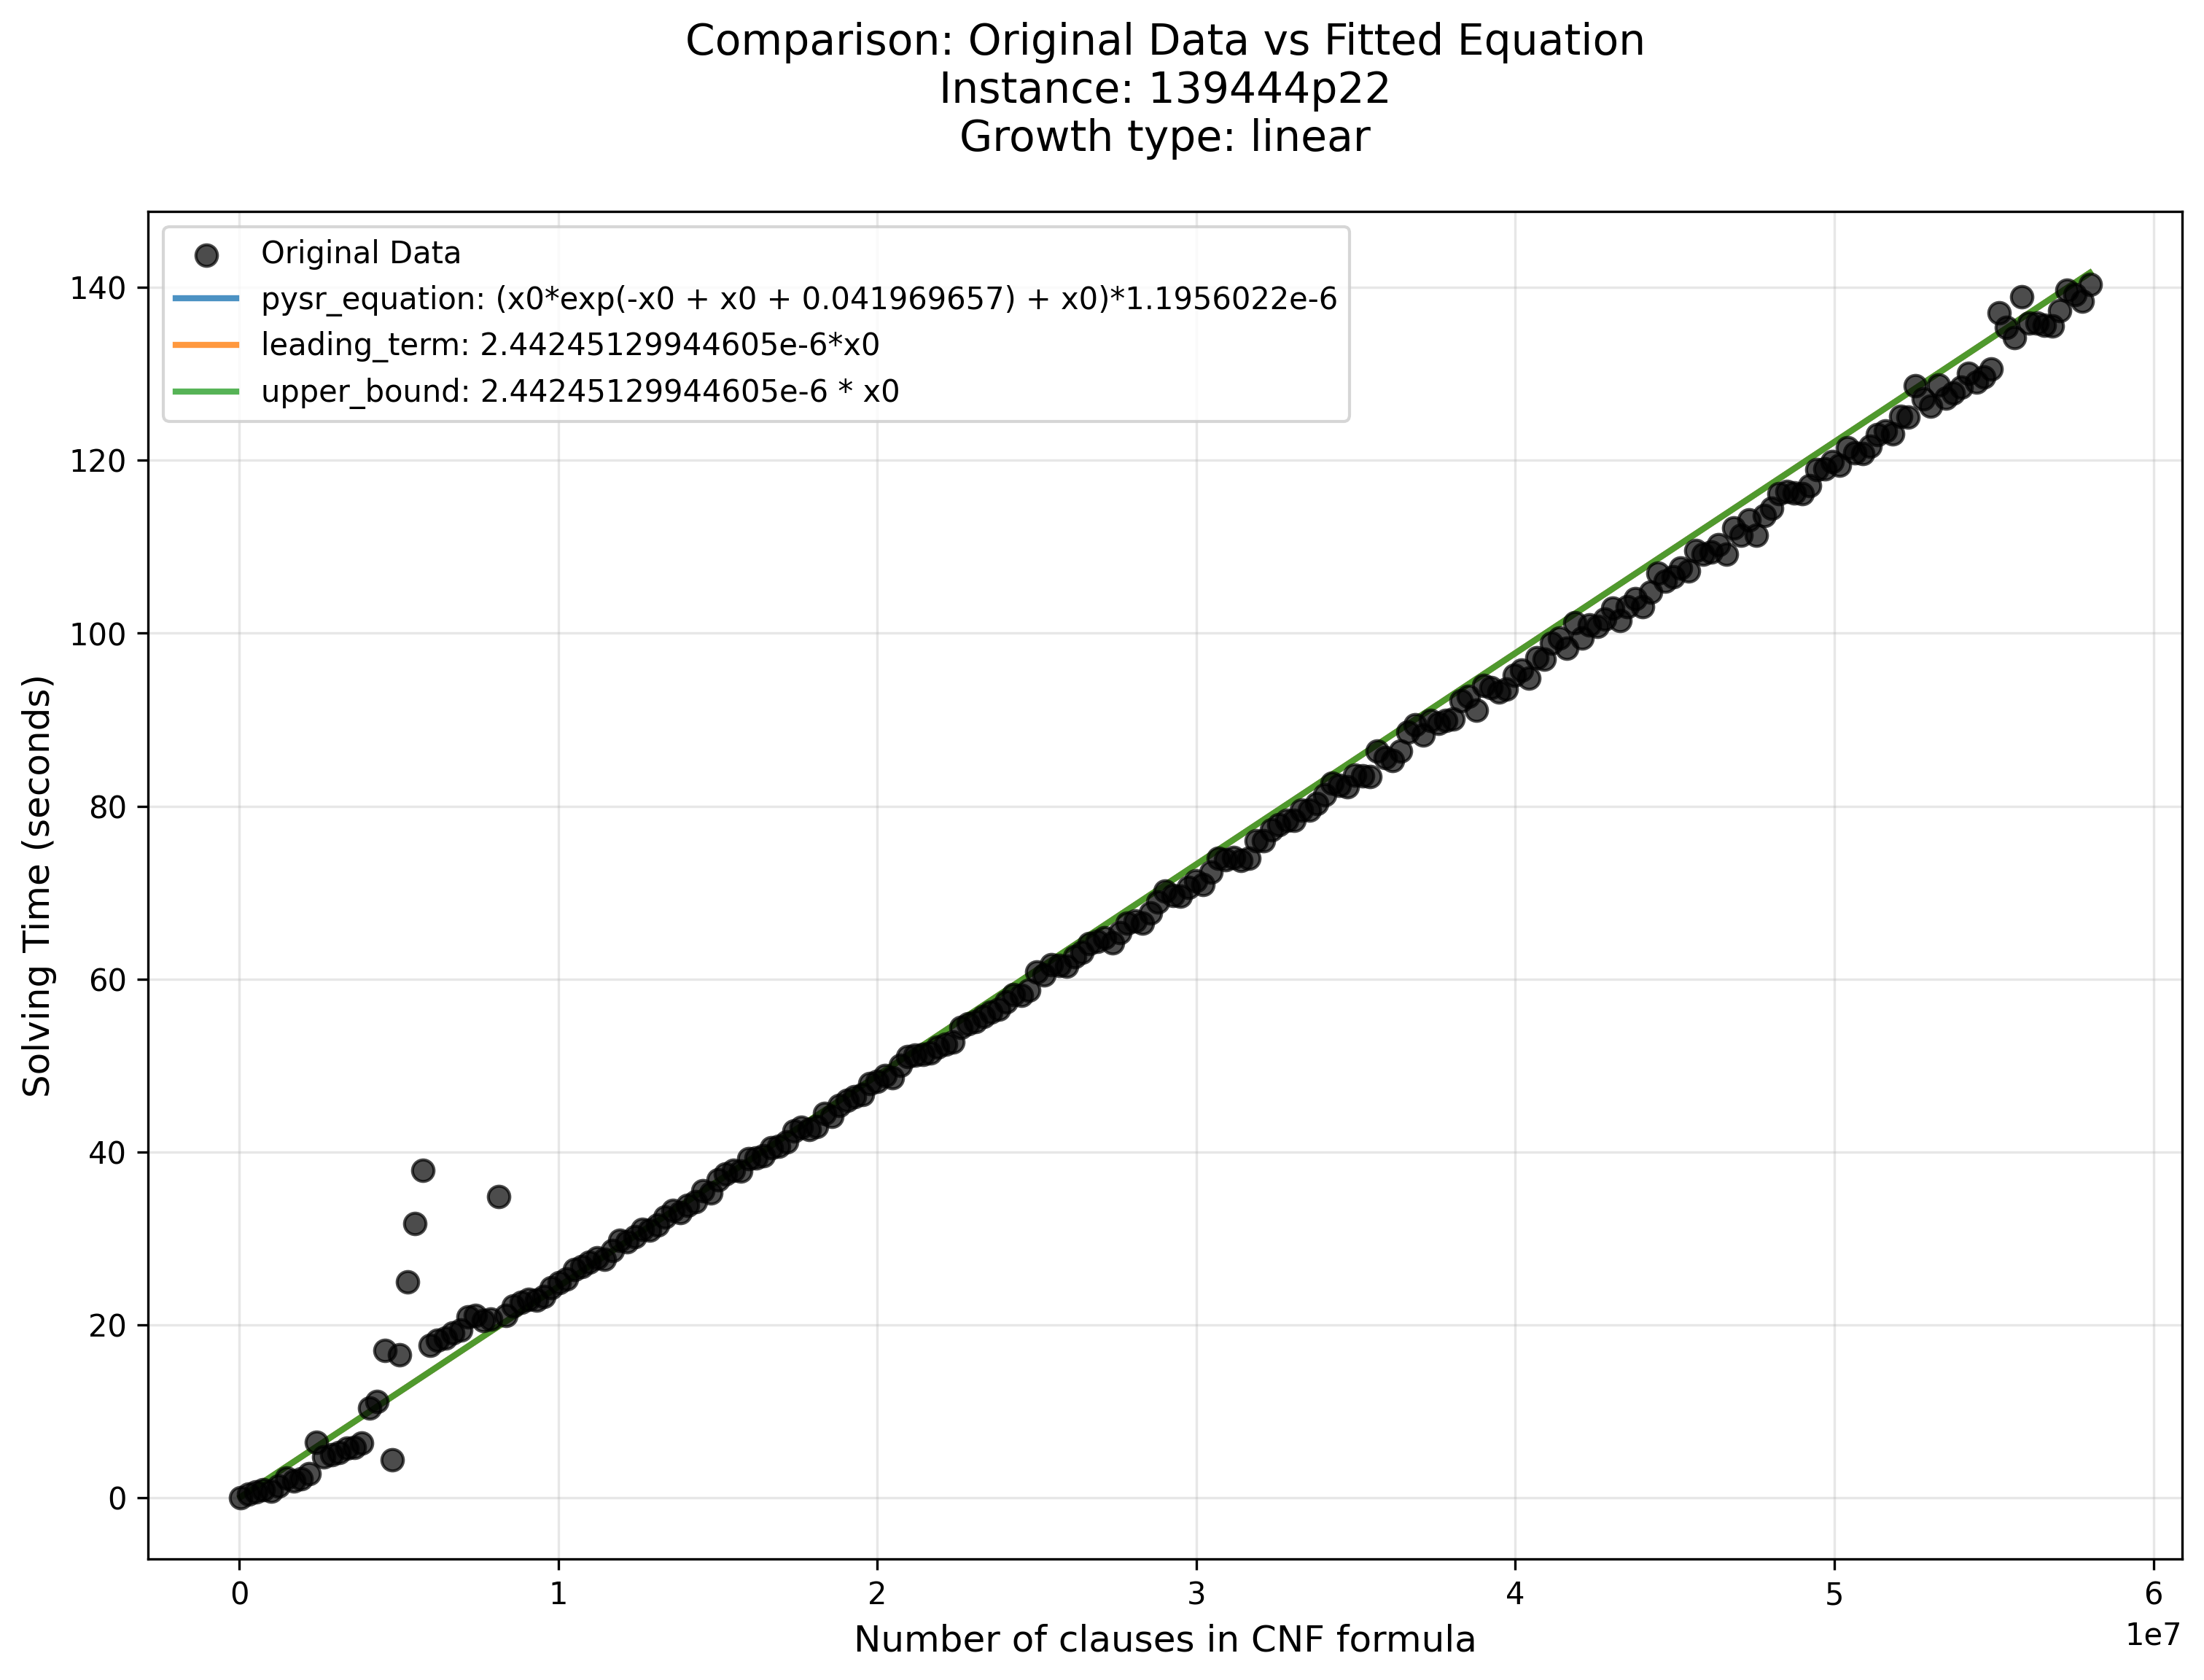 Comparison: Original Data vs Fitted Equation
Instance: 139444p22
Growth type: linear
Original Data
pysr_equation: (x0*exp(-x0 + x0 + 0.041969657) + x0)*1.1956022e-6
leading_term: 2.44245129944605e-6*x0
upper_bound: 2.44245129944605e-6 * x0
Solving Time (seconds)
140
120
100
80
60
40
20
0
0 1 2 3 4 5 6
1e7
Number of clauses in CNF formula